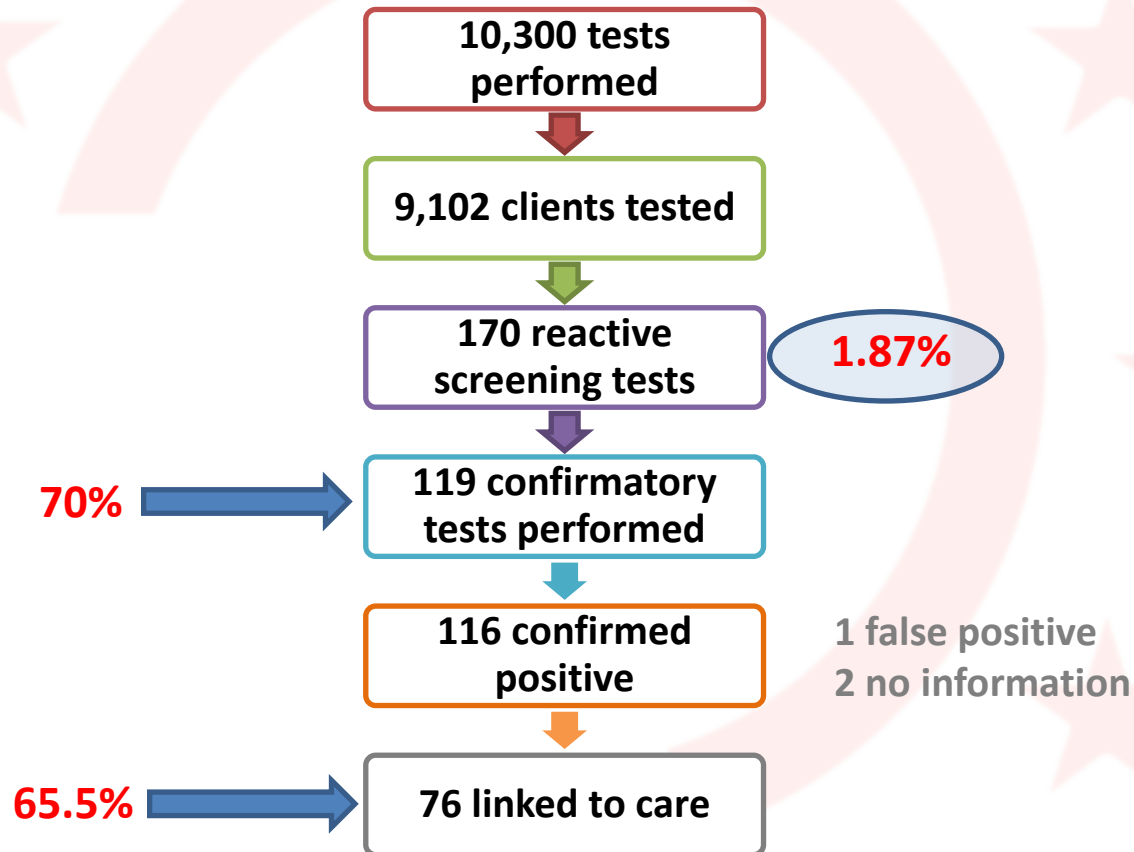 10,300 tests
performed
9,102 clients tested
170 reactive
screening tests
1.87%
70%
119 confirmatory
tests performed
116 confirmed
positive
1 false positive
2 no information
65.5%
76 linked to care